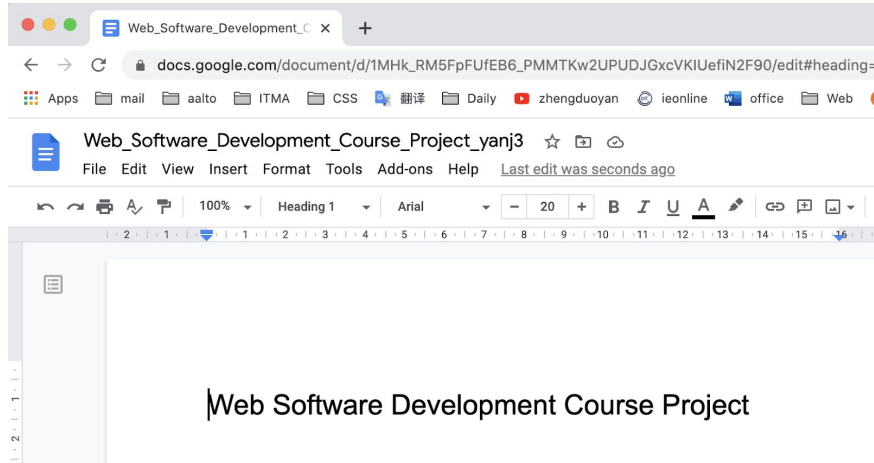 Web_Software_Development_C
docs.google.com/document/d/1MHk_RM5FpFUfEB6_PMMTKw2UPUDJGxcVKIUefiN2F90/edit#heading=
Apps mail aalto ITMA CSS 翻译 Daily zhengduoyan ieonline office Web
Web_Software_Development_Course_Project_yanj3
File Edit View Insert Format Tools Add-ons Help Last edit was seconds ago
100% Heading 1 Arial - 20 + B I U A
2 1 1 2 3 4 5 6 7 8 9 10 11 12 13 14 15 16
Web Software Development Course Project
1
2